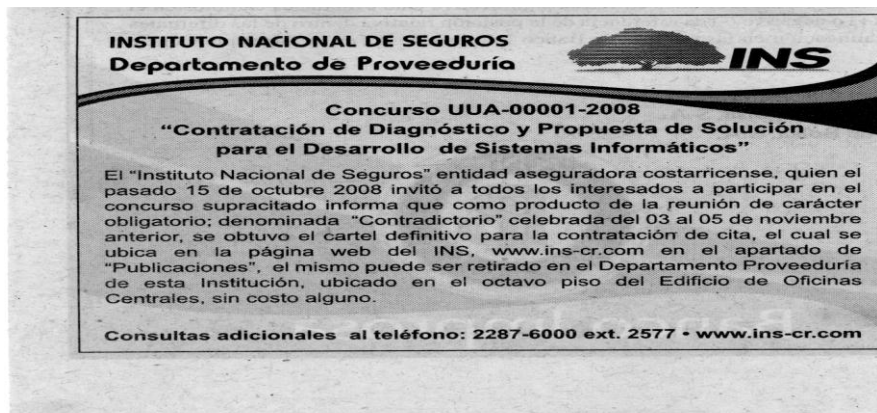 INSTITUTO NACIONAL DE SEGUROS
Departamento de Proveeduría
INS
Concurso UUA-00001-2008
“Contratación de Diagnóstico y Propuesta de Solución
para el Desarrollo de Sistemas Informáticos”
El “Instituto Nacional de Seguros” entidad aseguradora costarricense, quien el
pasado 15 de octubre 2008 invitó a todos los interesados a participar en el
concurso supracitado informa que como producto de la reunión de carácter
obligatorio; denominada “Contradictorio” celebrada del 03 al 05 de noviembre
anterior, se obtuvo el cartel definitivo para la contratación de cita, el cual se
ubica en la página web del INS, www.ins-cr.com en el apartado de
“Publicaciones”, el mismo puede ser retirado en el Departamento Proveeduría
de esta Institución, ubicado en el octavo piso del Edificio de Oficinas
Centrales, sin costo alguno.
Consultas adicionales al teléfono: 2287-6000 ext. 2577 • www.ins-cr.com